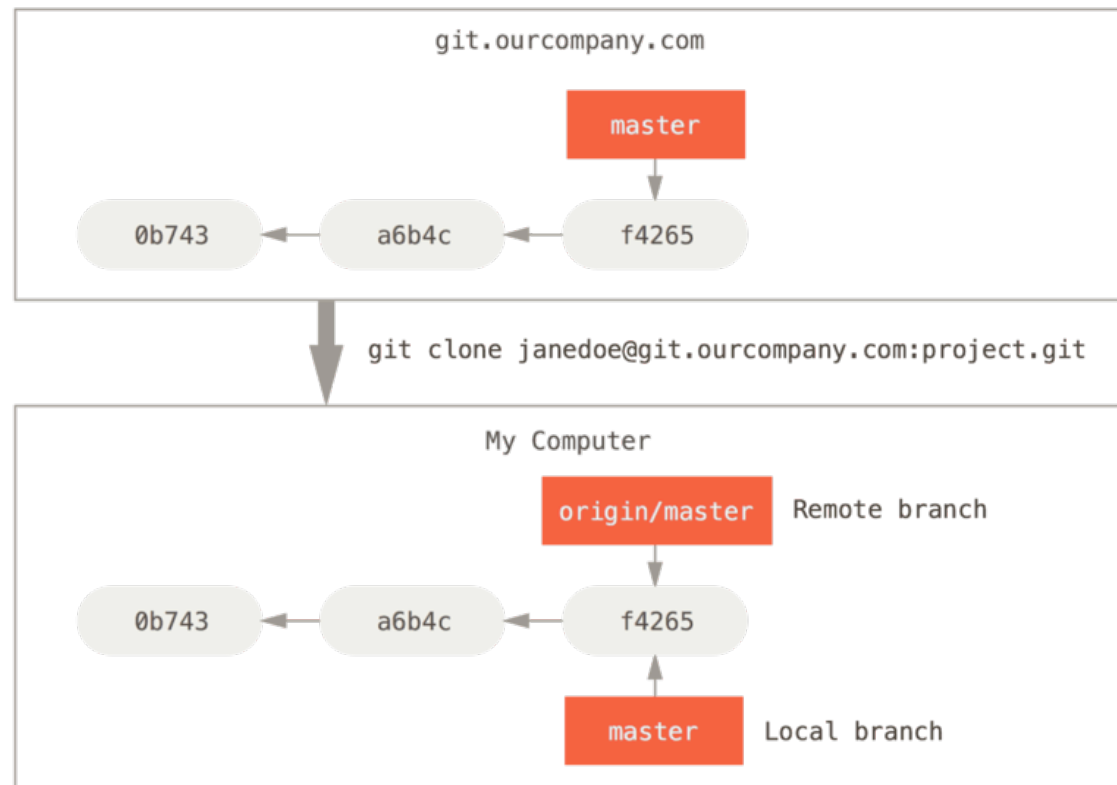 git.ourcompany.com
master
0b743
a6b4c
f4265
git clone janedoe@git.ourcompany.com:project.git
My Computer
origin/master
Remote branch
0b743
a6b4c
f4265
master
Local branch